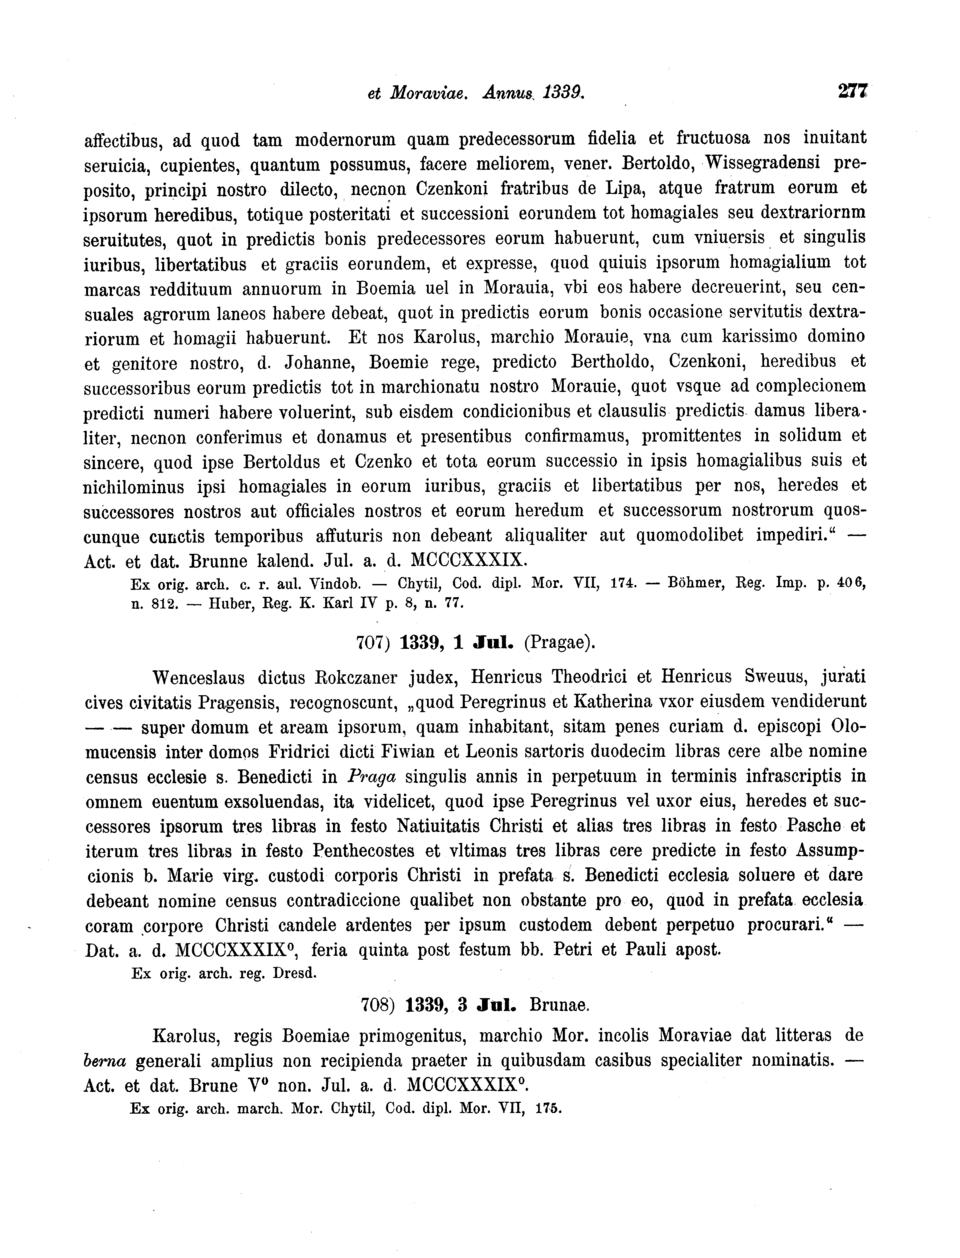 et Moraviae. Annus. 1339. 277
affectibus, ad quod tam modernorum quam predecessorum fidelia et fructuosa nos inuitant
seruicia, cupientes, quantum possumus, facere meliorem, vener. Bertoldo, Wissegradensi pre-
posito, principi nostro dilecto, necnon Czenkoni fratribus de Lipa, atque fratrum eorum et
ipsorum heredibus, totique posteritati et successioni eorundem tot homagiales seu dextrariornm
seruitutes, quot in predictis bonis predecessores eorum habuerunt, cum vniuersis et singulis
iuribus, libertatibus et graciis eorundem, et expresse, quod quiuis ipsorum homagialium tot
marcas reddituum annuorum in Boemia uel in Morauia, vbi eos habere decreuerint, seu cen-
suales agrorum laneos habere debeat, quot in predictis eorum bonis occasione servitutis dextra-
riorum et homagii habuerunt. Et nos Karolus, marchio Morauie, vna cum karissimo domino
et genitore nostro, d. Johanne, Boemie rege, predicto Bertholdo, Czenkoni, heredibus et
successoribus eorum predictis tot in marchionatu nostro Morauie, quot vsque ad complecionem
predicti numeri habere voluerint, sub eisdem condicionibus et clausulis predictis damus libera-
liter, necnon conferimus et donamus et presentibus confirmamus, promittentes in solidum et
sincere, quod ipse Bertoldus et Czenko et tota eorum successio in ipsis homagialibus suis et
nichilominus ipsi homagiales in eorum iuribus, graciis et libertatibus per nos, heredes et
successores nostros aut officiales nostros et eorum heredum et successorum nostrorum quos-
cunque cunctis temporibus affuturis non debeant aliqualiter aut quomodolibet impediri.“ —
Act. et dat. Brunne kalend. Jul. a. d. MCCCXXXIX.
Ex orig. arch. c. r. aul. Vindob. — Chytil, Cod. dipl. Mor. VII, 174. — Böhmer, Reg. Imp. p. 406,
n. 812. — Huber, Reg. K. Karl IV p. 8, n. 77.
707) 1339, 1 Jul. (Pragae).
Wenceslaus dictus Rokczaner judex, Henricus Theodrici et Henricus Sweuus, jurati
cives civitatis Pragensis, recognoscunt, „quod Peregrinus et Katherina vxor eiusdem vendiderunt
— — super domum et aream ipsorum, quam inhabitant, sitam penes curiam d. episcopi Olo-
mucensis inter domos Fridrici dicti Fiwian et Leonis sartoris duodecim libras cere albe nomine
census ecclesie s. Benedicti in Praga singulis annis in perpetuum in terminis infrascriptis in
omnem euentum exsoluendas, ita videlicet, quod ipse Peregrinus vel uxor eius, heredes et suc-
cessores ipsorum tres libras in festo Natiuitatis Christi et alias tres libras in festo Pasche et
iterum tres libras in festo Penthecostes et vltimas tres libras cere predicte in festo Assump-
cionis b. Marie virg. custodi corporis Christi in prefata s. Benedicti ecclesia soluere et dare
debeant nomine census contradiccione qualibet non obstante pro eo, quod in prefata ecclesia
coram corpore Christi candele ardentes per ipsum custodem debent perpetuo procurari.“ —
Dat. a. d. MCCCXXXIX⁰, feria quinta post festum bb. Petri et Pauli apost.
Ex orig. arch. reg. Dresd.
708) 1339, 3 Jul. Brunae.
Karolus, regis Boemiae primogenitus, marchio Mor. incolis Moraviae dat litteras de
berna generali amplius non recipienda praeter in quibusdam casibus specialiter nominatis. —
Act. et dat. Brune V⁰ non. Jul. a. d. MCCCXXXIX⁰.
Ex orig. arch. march. Mor. Chytil, Cod. dipl. Mor. VII, 175.